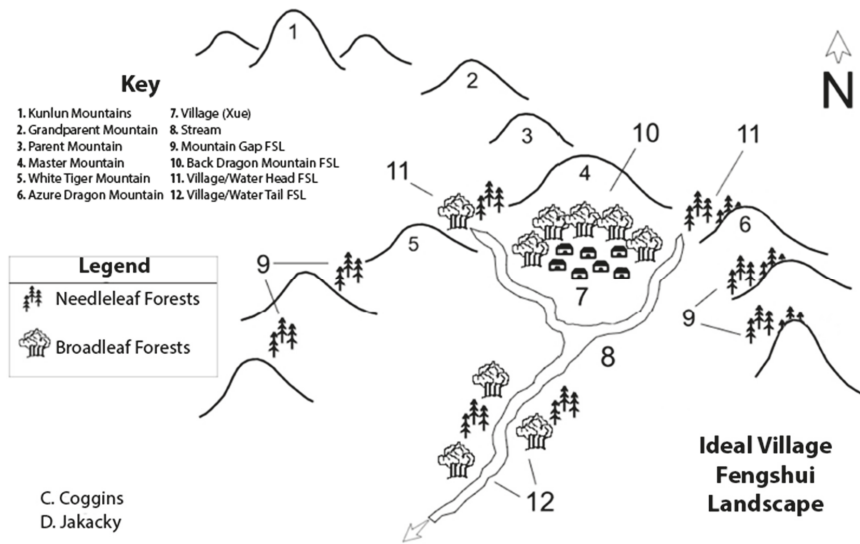 1
2
3
10
11
4
11
5
6
9
7
9
8
12
N
Key
1. Kunlun Mountains
2. Grandparent Mountain
3. Parent Mountain
4. Master Mountain
5. White Tiger Mountain
6. Azure Dragon Mountain
7. Village (Xue)
8. Stream
9. Mountain Gap FSL
10. Back Dragon Mountain FSL
11. Village/Water Head FSL
12. Village/Water Tail FSL
Legend
Needleleaf Forests
Broadleaf Forests
Ideal Village
Fengshui
Landscape
C. Coggins
D. Jakacky